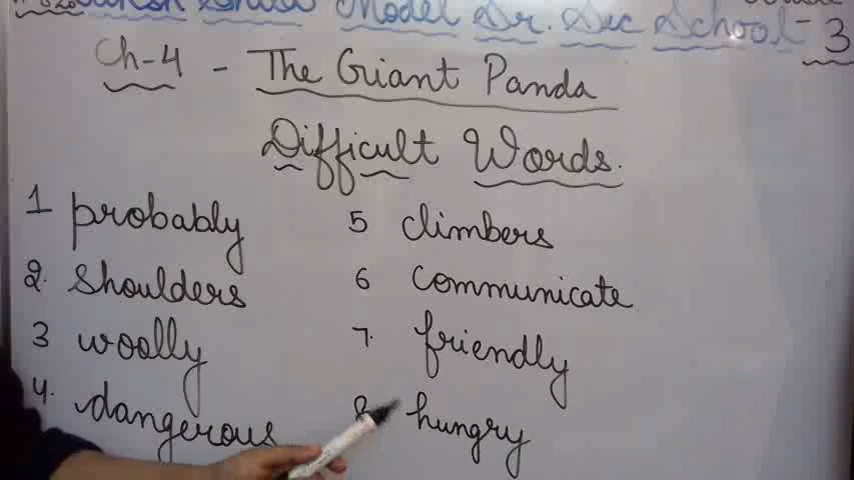 Model Sr. Sec School - 3
Ch-4 - The Giant Panda
Difficult Words.
1 probably
2. shoulders
3 woolly
4. dangerous
5 climbers
6 communicate
7. friendly
8 hungry